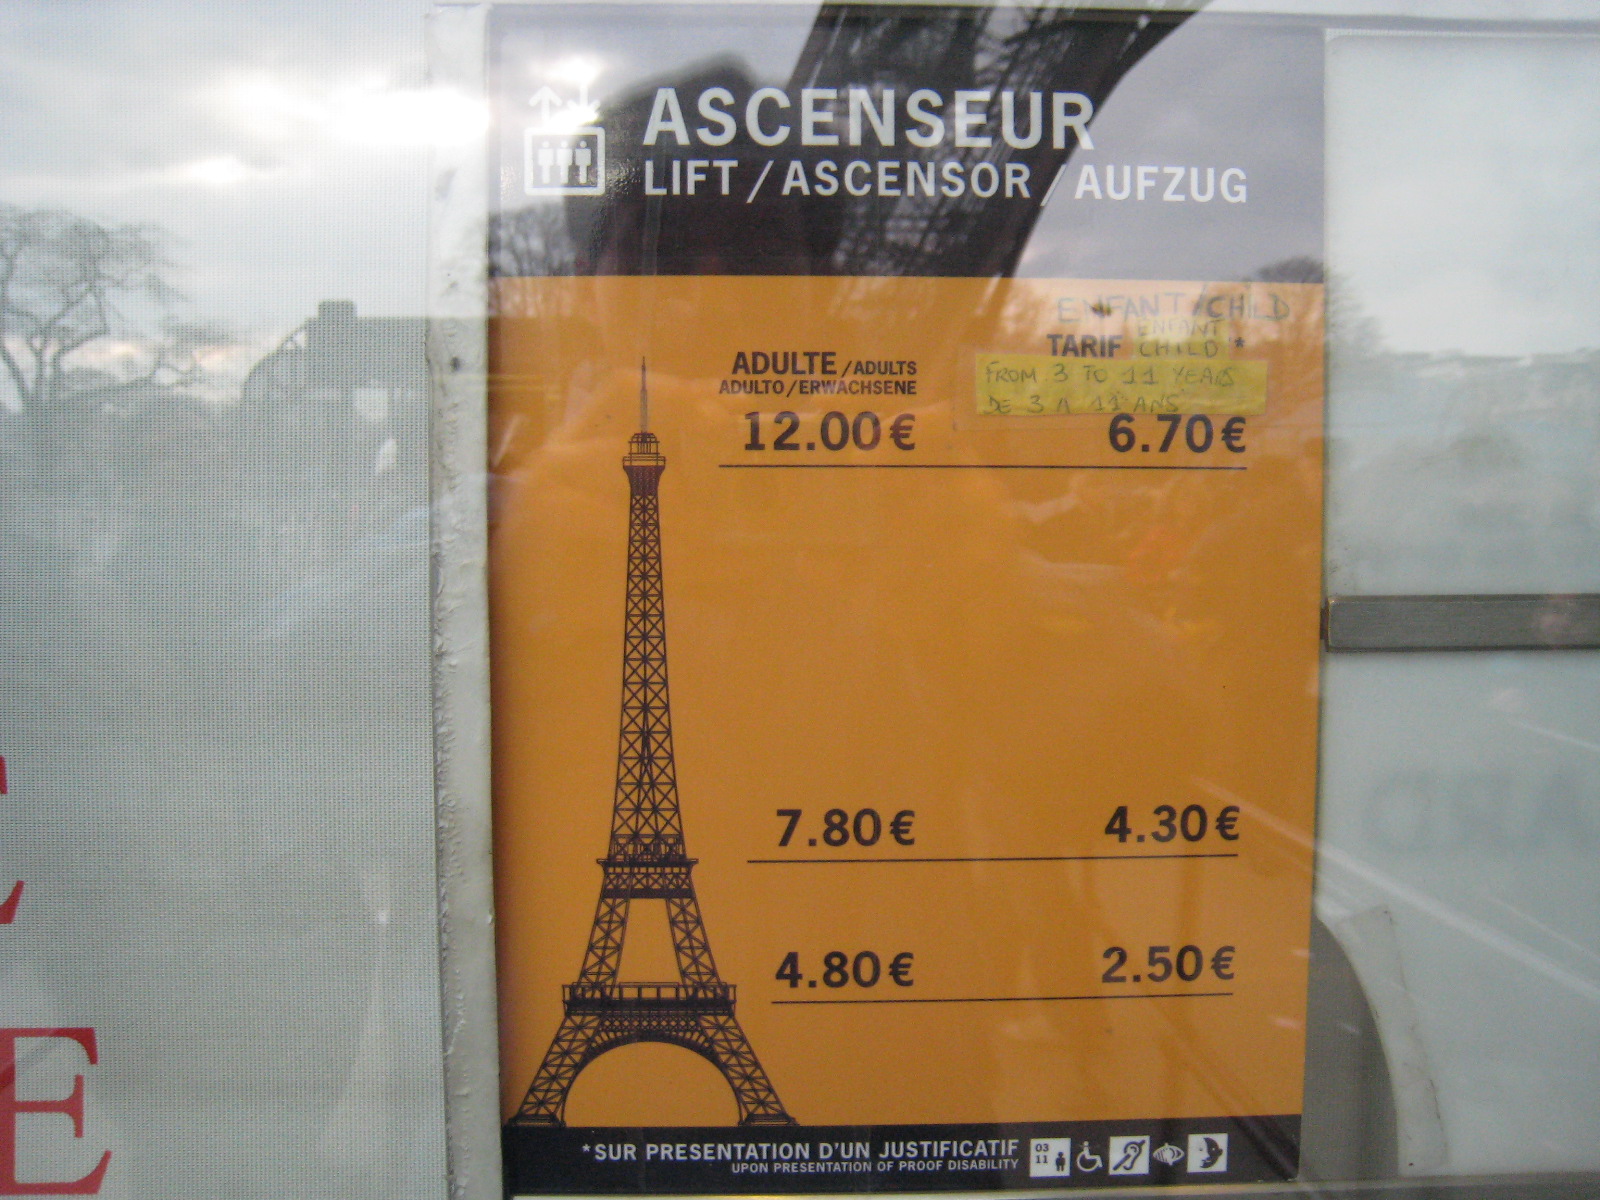 ASCENSEUR
LIFT / ASCENSOR / AUFZUG
ENFANT / CHILD
ENFANT
TARIF CHILD *
ADULTE / ADULTS
ADULTO / ERWACHSENE
FROM 3 TO 11 YEARS
DE 3 A 11 ANS
12.00 € 6.70 €
7.80 € 4.30 €
4.80 € 2.50 €
*SUR PRESENTATION D'UN JUSTIFICATIF
UPON PRESENTATION OF PROOF DISABILITY
03
11
E